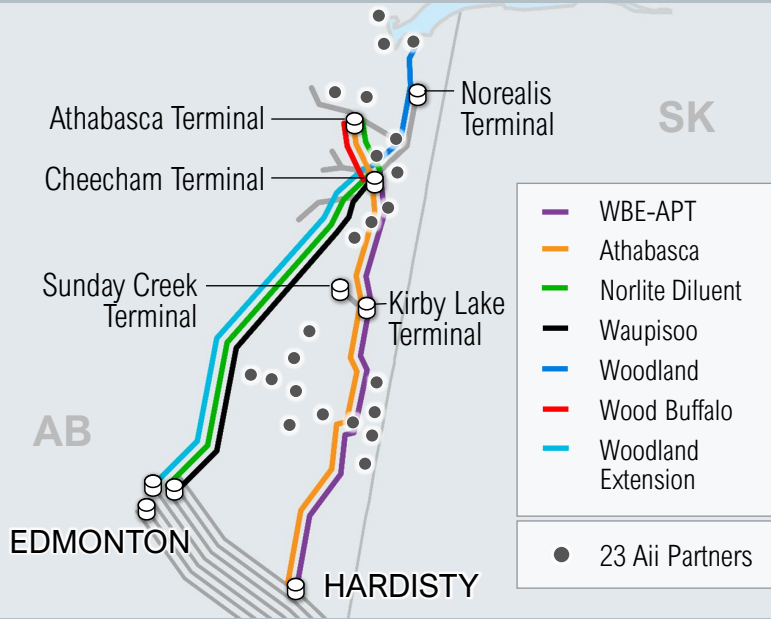 Norealis
Terminal
SK
Athabasca Terminal
Cheecham Terminal
Sunday Creek
Terminal
Kirby Lake
Terminal
AB
EDMONTON
HARDISTY
WBE-APT
Athabasca
Norlite Diluent
Waupisoo
Woodland
Wood Buffalo
Woodland
Extension
23 Aii Partners